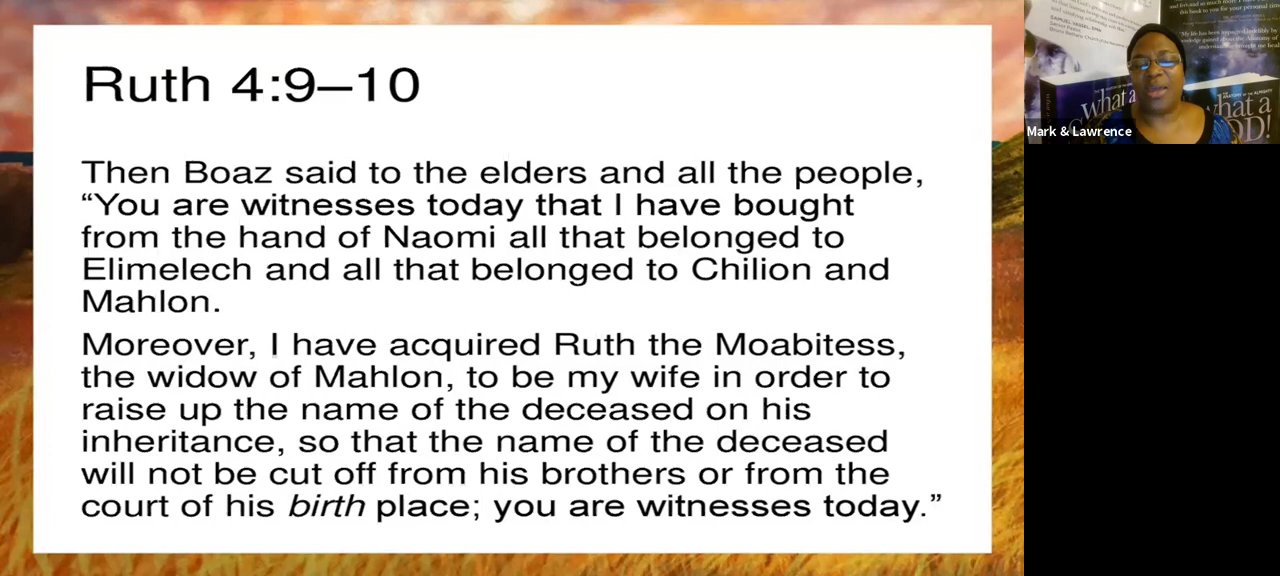 Ruth 4:9–10
Then Boaz said to the elders and all the people,
“You are witnesses today that I have bought
from the hand of Naomi all that belonged to
Elimelech and all that belonged to Chilion and
Mahlon.
Moreover, I have acquired Ruth the Moabitess,
the widow of Mahlon, to be my wife in order to
raise up the name of the deceased on his
inheritance, so that the name of the deceased
will not be cut off from his brothers or from the
court of his birth place; you are witnesses today.”
Mark & Lawrence
what a
what a